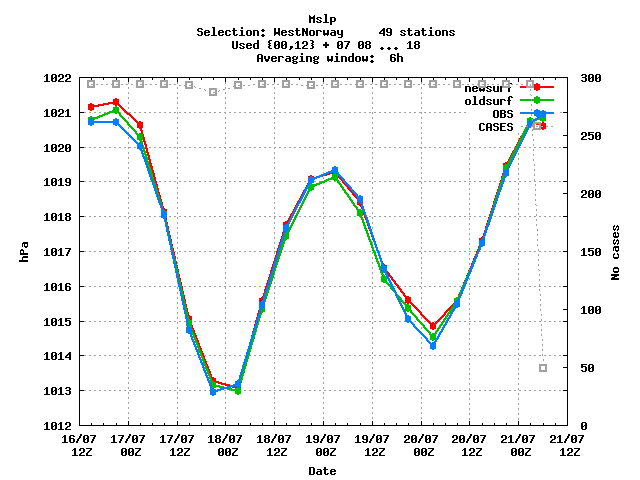 Mslp
Selection: WestNorway     49 stations
Used {00,12} + 07 08 ... 18
Averaging window:  6h
1022
1021
1020
1019
1018
1017
1016
1015
1014
1013
1012
hPa
300
250
200
150
100
50
0
No cases
newsurf
oldsurf
OBS
CASES
16/07 17/07 17/07 18/07 18/07 19/07 19/07 20/07 20/07 21/07 21/07
12Z 00Z 12Z 00Z 12Z 00Z 12Z 00Z 12Z 00Z 12Z
Date